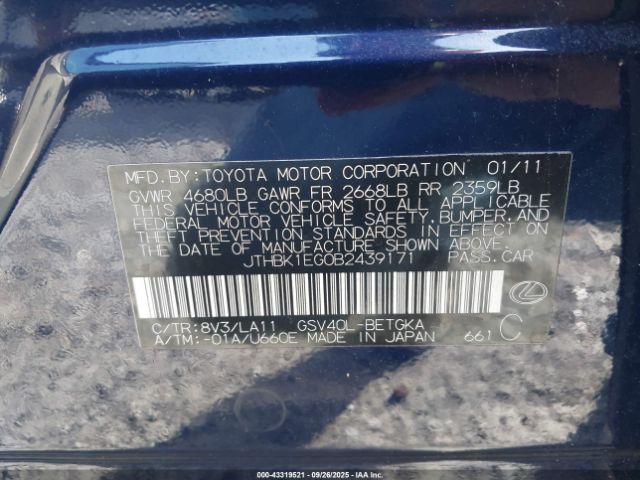 MFD.BY:TOYOTA MOTOR CORPORATION 01/11
GVWR 4680LB GAWR FR 2668LB RR 2359LB
THIS VEHICLE CONFORMS TO ALL APPLICABLE
FEDERAL MOTOR VEHICLE SAFETY,BUMPER,AND
THEFT PREVENTION STANDARDS IN EFFECT ON
THE DATE OF MANUFACTURE SHOWN ABOVE.
JTHBK1EG0B2439171 PASS.CAR
C/TR:8V3/LA11 GSV40L-BETGKA
A/TM:-01A/U660E MADE IN JAPAN 661 C
000-43319521 - 09/26/2025 - IAAI.COM